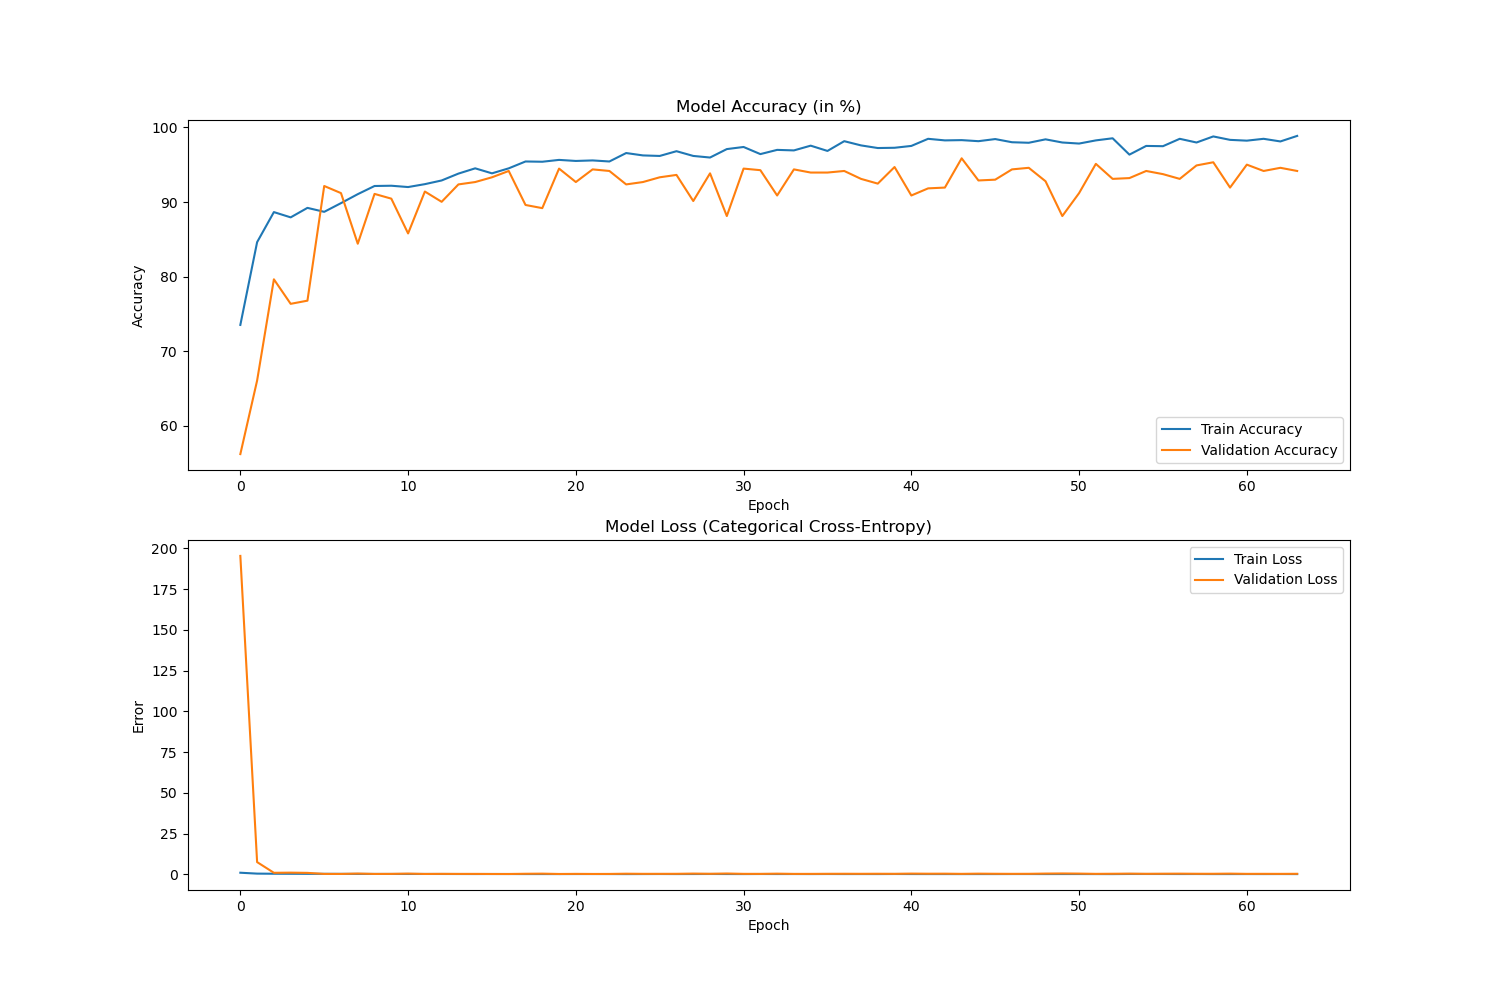 Model Accuracy (in %)
100
90
80
70
60
Accuracy
Train Accuracy
Validation Accuracy
0 10 20 30 40 50 60
Epoch
Model Loss (Categorical Cross-Entropy)
200
175
150
125
100
75
50
25
0
Error
Train Loss
Validation Loss
0 10 20 30 40 50 60
Epoch